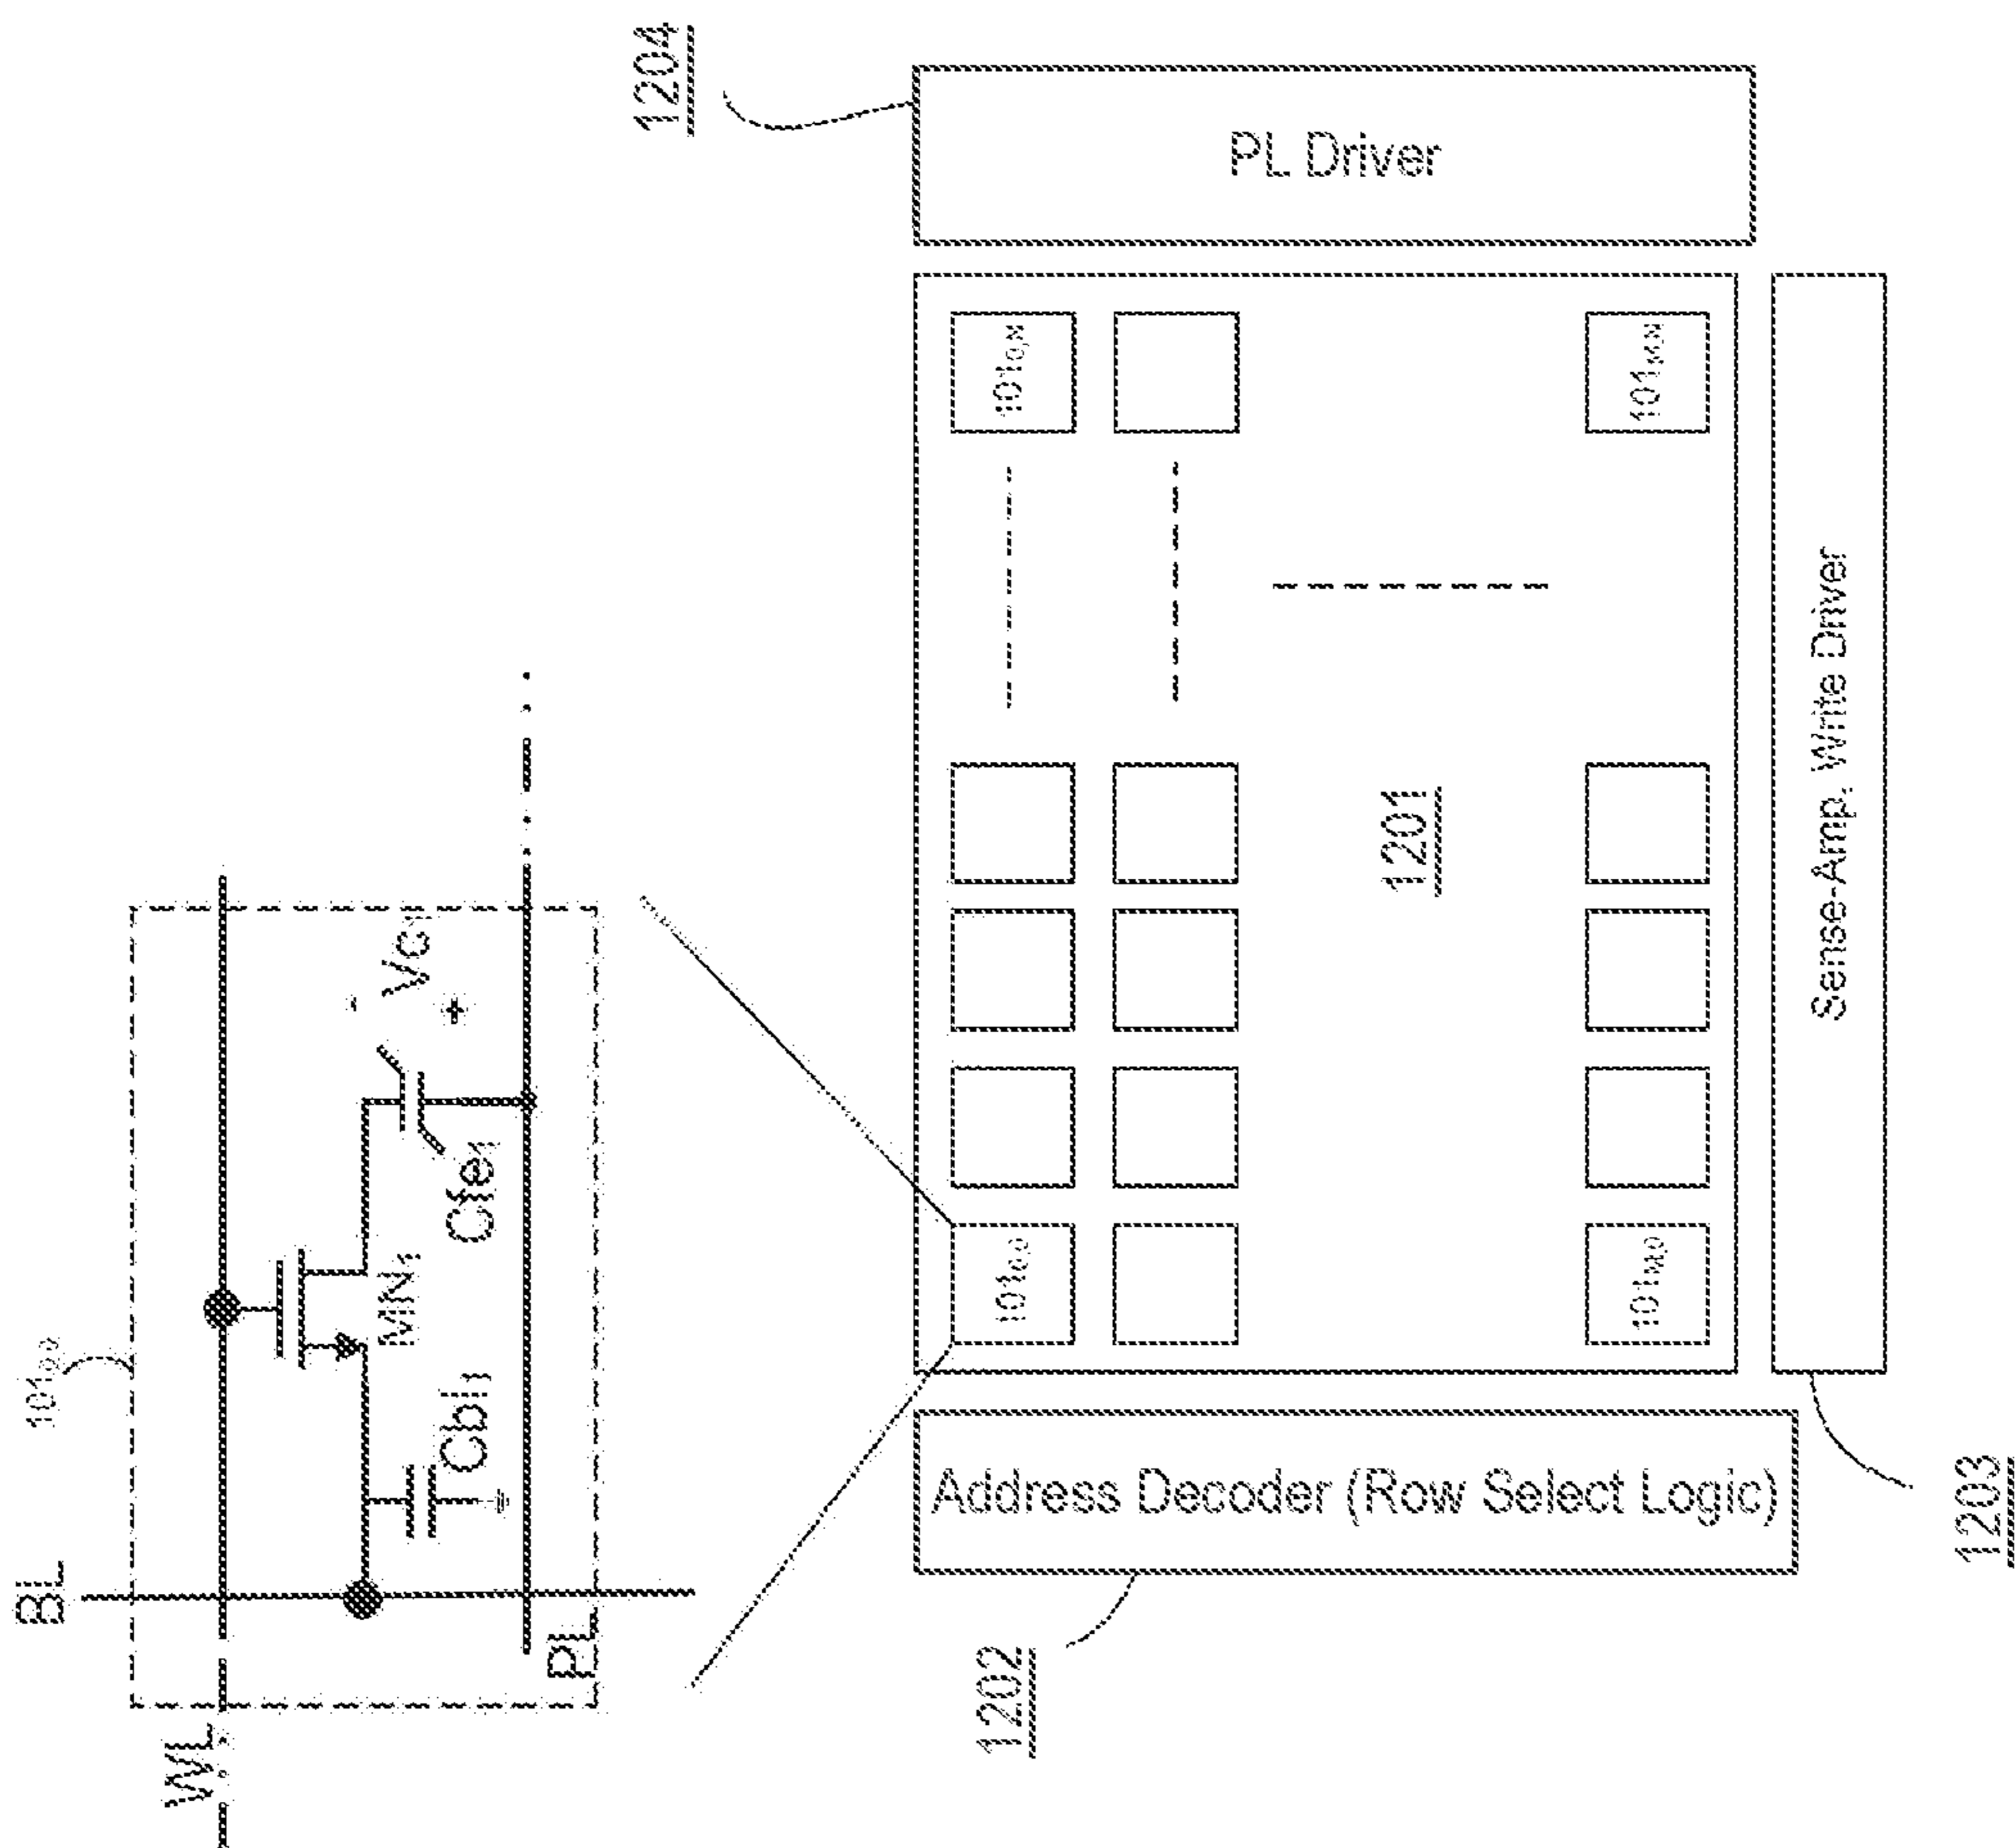 BL
WL
101₀,₀
MN₁
Cbl₁
Cfe₁
-
Vc₁
+
PL
1204
PL Driver
101₀,₀
101₀,N
1201
101M,₀
101M,N
Address Decoder (Row Select Logic)
Sense-Amp, Write Driver
1202
1203